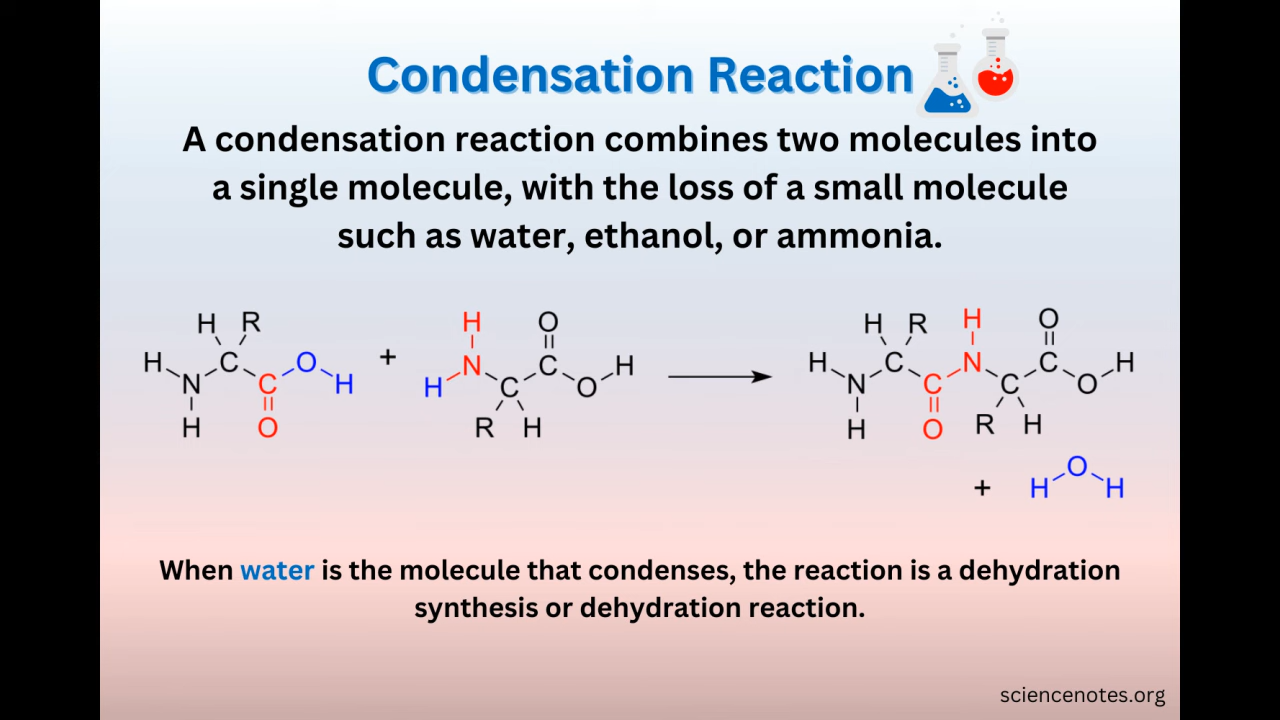 Condensation Reaction
A condensation reaction combines two molecules into
a single molecule, with the loss of a small molecule
such as water, ethanol, or ammonia.
H R H O H R H O
H N C C O H + H N C C O H H N C C N C C O H
H O R H H O R H
+ H O H
When water is the molecule that condenses, the reaction is a dehydration
synthesis or dehydration reaction.
sciencenotes.org